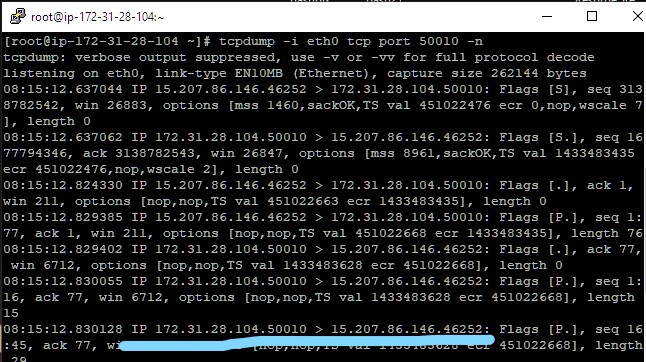 root@ip-172-31-28-104:~
[root@ip-172-31-28-104 ~]# tcpdump -i eth0 tcp port 50010 -n
tcpdump: verbose output suppressed, use -v or -vv for full protocol decode
listening on eth0, link-type EN10MB (Ethernet), capture size 262144 bytes
08:15:12.637044 IP 15.207.86.146.46252 > 172.31.28.104.50010: Flags [S], seq 313
8782542, win 26883, options [mss 1460,sackOK,TS val 451022476 ecr 0,nop,wscale 7
], length 0
08:15:12.637062 IP 172.31.28.104.50010 > 15.207.86.146.46252: Flags [S.], seq 16
77794346, ack 3138782543, win 26847, options [mss 8961,sackOK,TS val 1433483435
ecr 451022476,nop,wscale 2], length 0
08:15:12.824330 IP 15.207.86.146.46252 > 172.31.28.104.50010: Flags [.], ack 1,
win 211, options [nop,nop,TS val 451022663 ecr 1433483435], length 0
08:15:12.829385 IP 15.207.86.146.46252 > 172.31.28.104.50010: Flags [P.], seq 1:
77, ack 1, win 211, options [nop,nop,TS val 451022668 ecr 1433483435], length 76
08:15:12.829402 IP 172.31.28.104.50010 > 15.207.86.146.46252: Flags [.], ack 77,
win 6712, options [nop,nop,TS val 1433483628 ecr 451022668], length 0
08:15:12.830055 IP 172.31.28.104.50010 > 15.207.86.146.46252: Flags [P.], seq 1:
16, ack 77, win 6712, options [nop,nop,TS val 1433483628 ecr 451022668], length
15
08:15:12.830128 IP 172.31.28.104.50010 > 15.207.86.146.46252: Flags [P.], seq 16
:45, ack 77, [nop,nop,TS val 1433483628 ecr 451022668], length
29